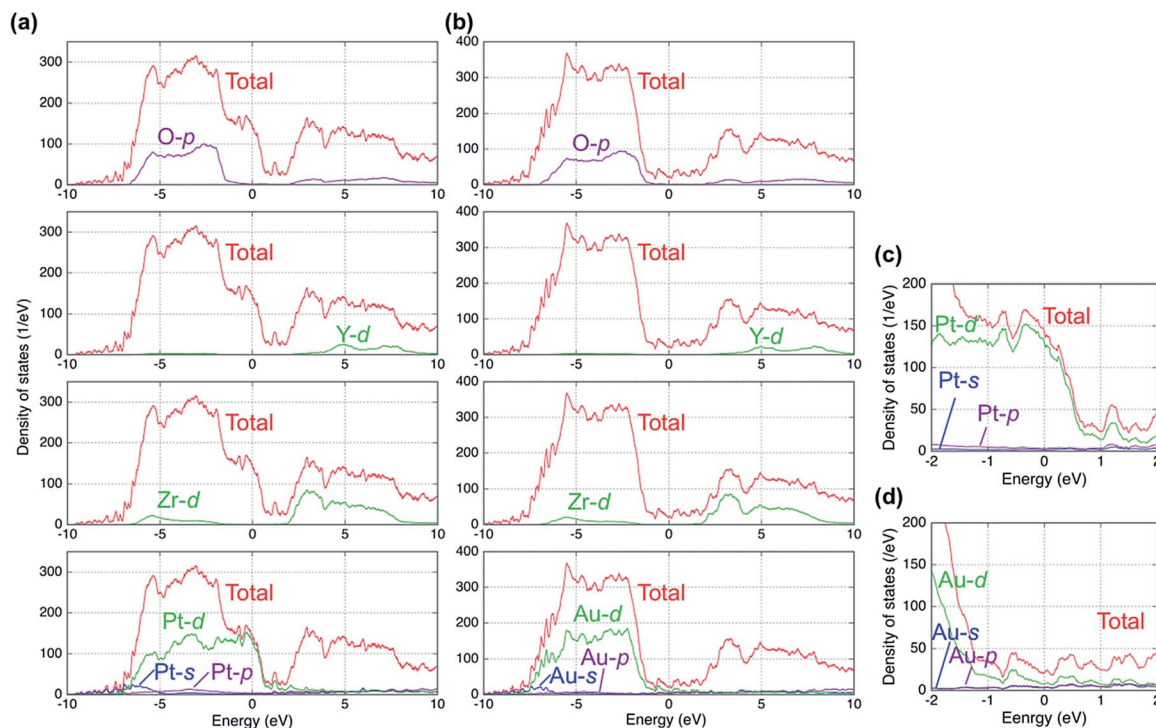 (a)
(b)
300
200
100
0
Total
O-p
-10
-5
0
5
10
400
300
200
100
0
Total
O-p
-10
-5
0
5
10
300
200
100
0
Total
Y-d
-10
-5
0
5
10
400
300
200
100
0
Total
Y-d
-10
-5
0
5
10
300
200
100
0
Total
Zr-d
-10
-5
0
5
10
400
300
200
100
0
Total
Zr-d
-10
-5
0
5
10
300
200
100
0
Total
Pt-d
Pt-s
Pt-p
-10
-5
0
5
10
Energy (eV)
400
300
200
100
0
Total
Au-d
Au-s
Au-p
-10
-5
0
5
10
Energy (eV)
Density of states (1/eV)
(c)
200
150
100
50
0
Total
Pt-d
Pt-s
Pt-p
-2
-1
0
1
2
Energy (eV)
Density of states (1/eV)
(d)
200
150
100
50
0
Au-d
Total
Au-s
Au-p
-2
-1
0
1
2
Enrgey (eV)
Density of states (/eV)